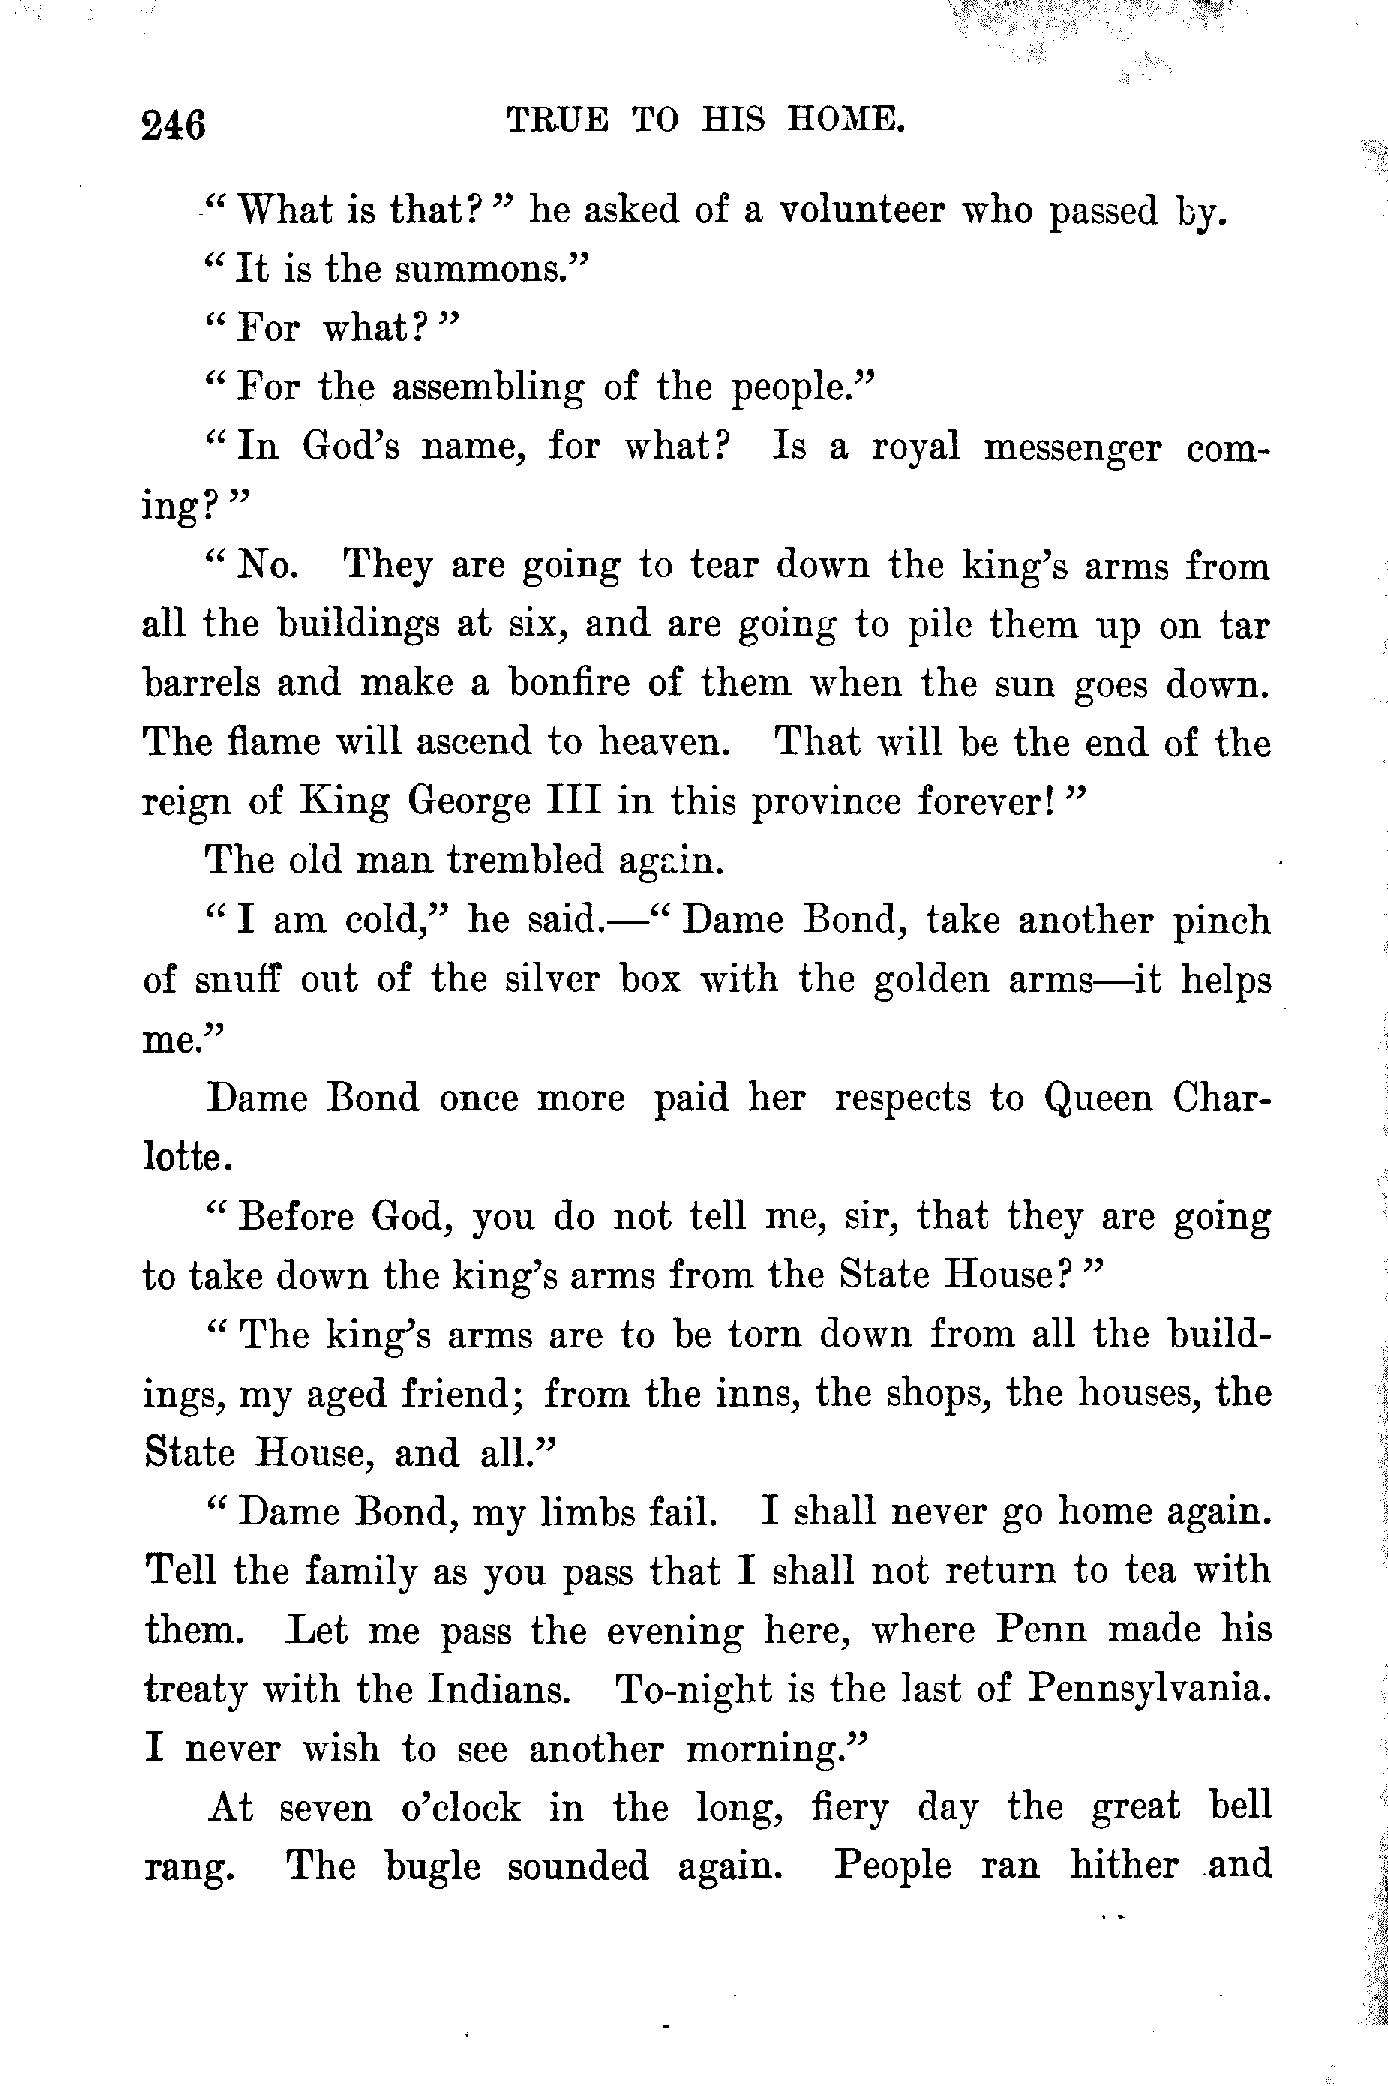 246 TRUE TO HIS HOME.
“ What is that? ” he asked of a volunteer who passed by.
“ It is the summons.”
“ For what? ”
“ For the assembling of the people.”
“ In God’s name, for what? Is a royal messenger com-
ing? ”
“ No. They are going to tear down the king’s arms from
all the buildings at six, and are going to pile them up on tar
barrels and make a bonfire of them when the sun goes down.
The flame will ascend to heaven. That will be the end of the
reign of King George III in this province forever! ”
The old man trembled again.
“ I am cold,” he said.—“ Dame Bond, take another pinch
of snuff out of the silver box with the golden arms—it helps
me.”
Dame Bond once more paid her respects to Queen Char-
lotte.
“ Before God, you do not tell me, sir, that they are going
to take down the king’s arms from the State House? ”
“ The king’s arms are to be torn down from all the build-
ings, my aged friend; from the inns, the shops, the houses, the
State House, and all.”
“ Dame Bond, my limbs fail. I shall never go home again.
Tell the family as you pass that I shall not return to tea with
them. Let me pass the evening here, where Penn made his
treaty with the Indians. To-night is the last of Pennsylvania.
I never wish to see another morning.”
At seven o’clock in the long, fiery day the great bell
rang. The bugle sounded again. People ran hither and